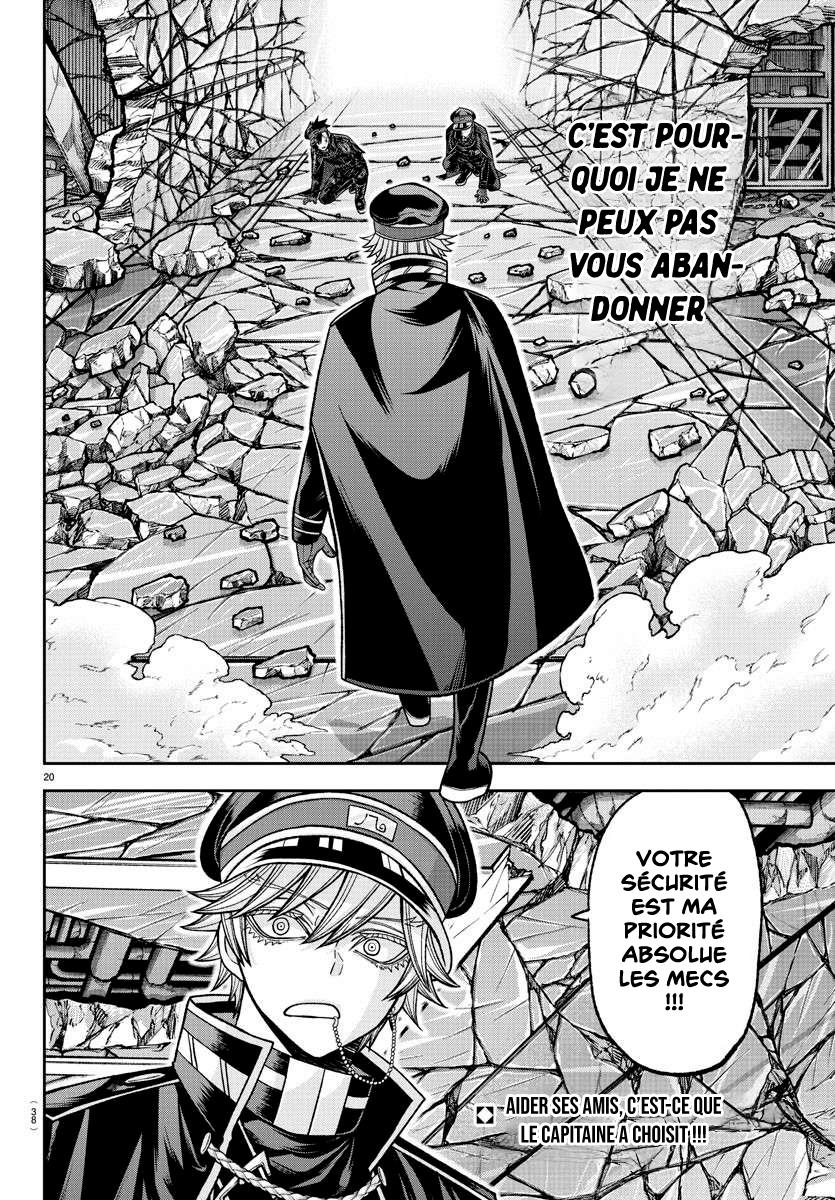 C'EST POUR-
QUOI JE NE
PEUX PAS
VOUS ABAN-
DONNER
20
VOTRE
SÉCURITÉ
EST MA
PRIORITÉ
ABSOLUE
LES MECS
!!!
(38)
AIDER SES AMIS, C'EST-CE QUE
LE CAPITAINE A CHOISIT !!!